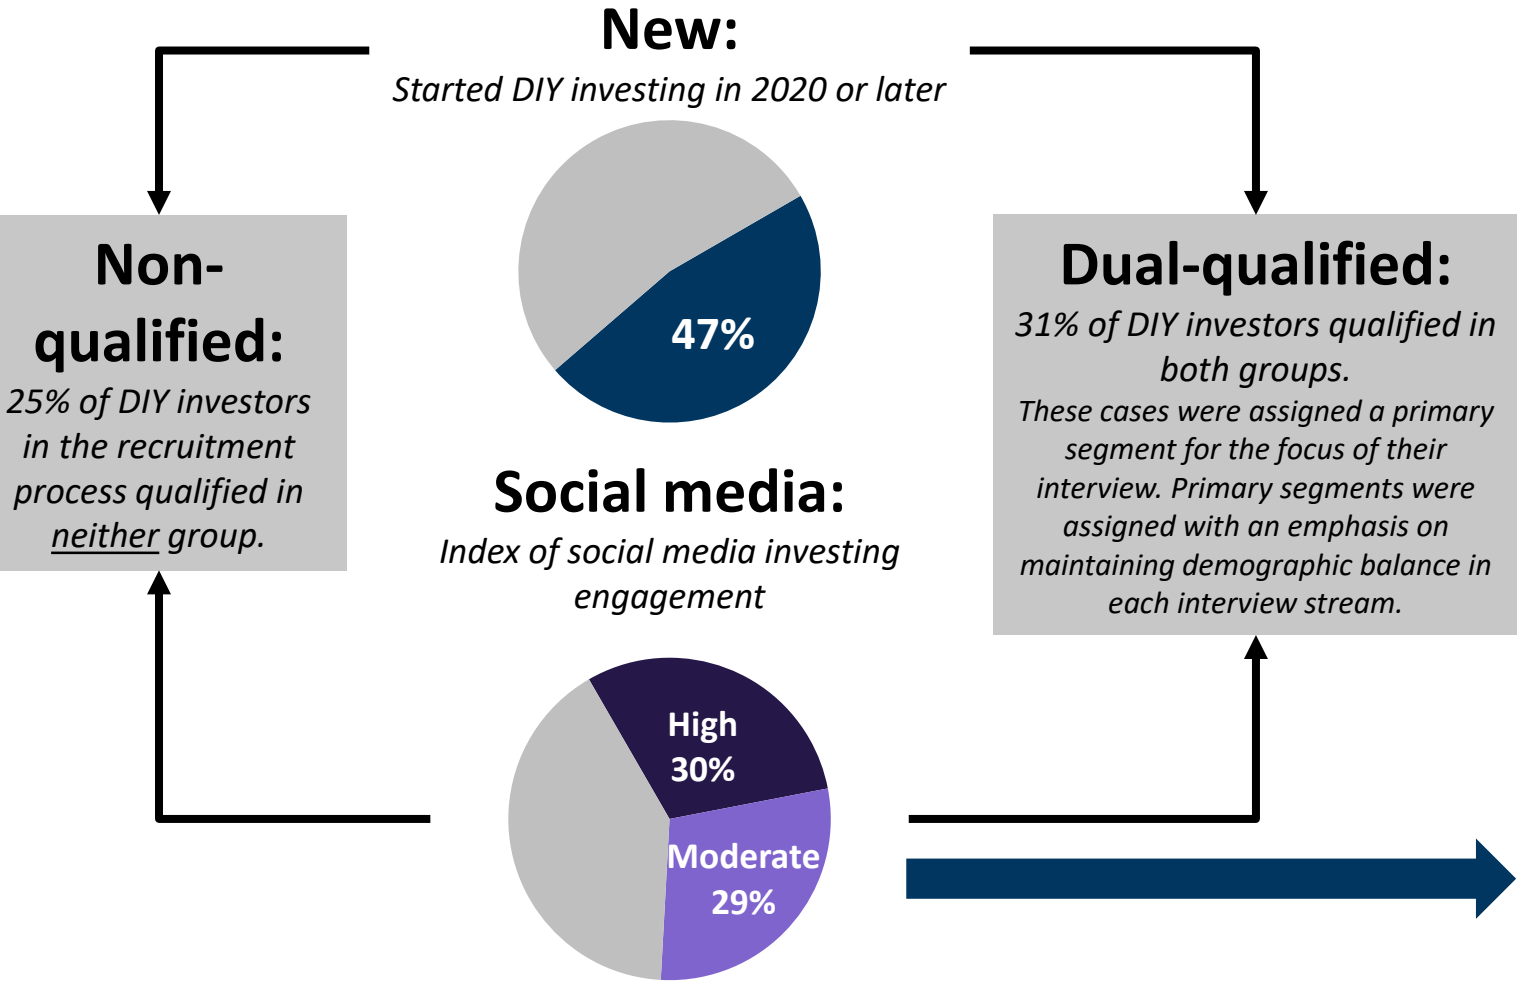 New:
Started DIY investing in 2020 or later
47%
Non-
qualified:
25% of DIY investors
in the recruitment
process qualified in
neither group.
Dual-qualified:
31% of DIY investors qualified in
both groups.
These cases were assigned a primary
segment for the focus of their
interview. Primary segments were
assigned with an emphasis on
maintaining demographic balance in
each interview stream.
Social media:
Index of social media investing
engagement
High
30%
Moderate
29%